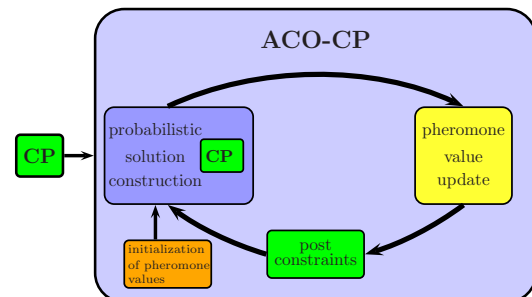 ACO-CP
CP
probabilistic
solution
CP
construction
pheromone
value
update
initialization
of pheromone
values
post
constraints